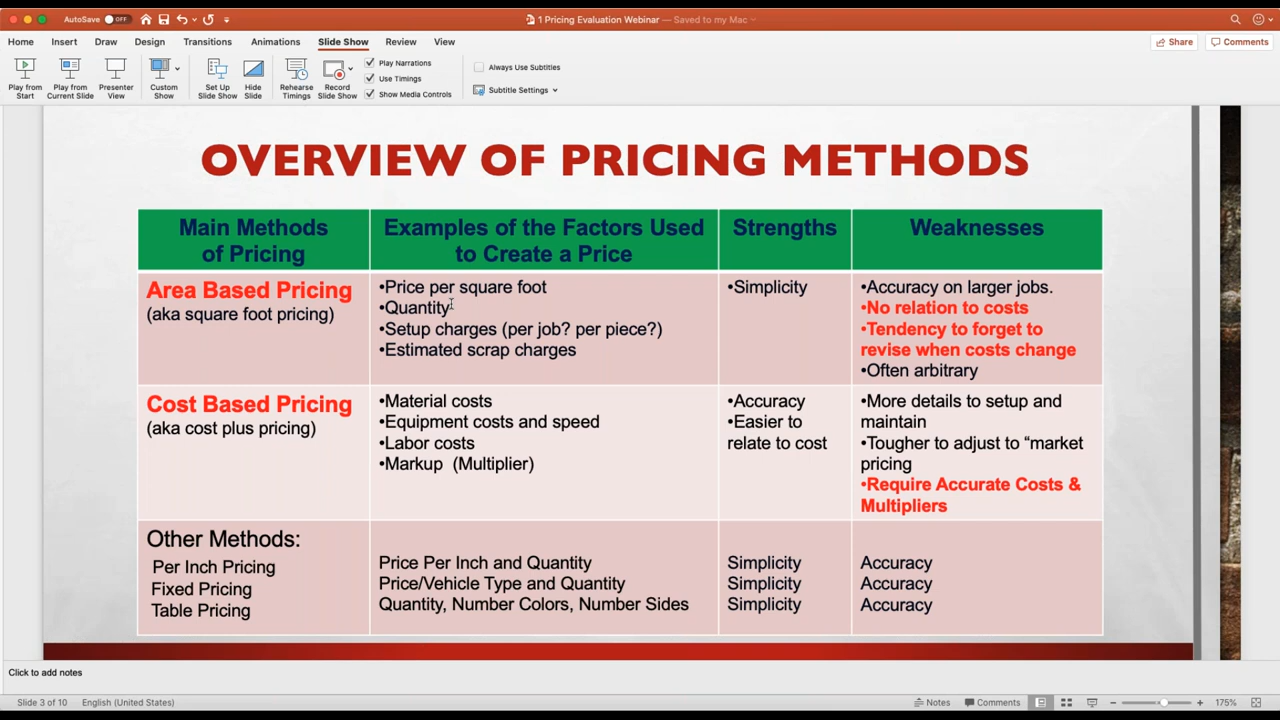 AutoSave OFF
1 Pricing Evaluation Webinar — Saved to my Mac
Home Insert Draw Design Transitions Animations Slide Show Review View
Share Comments
Play from Start
Play from Current Slide
Presenter View
Custom Show
Set Up Slide Show
Hide Slide
Rehearse Timings
Record Slide Show
Play Narrations
Use Timings
Show Media Controls
Always Use Subtitles
Subtitle Settings
OVERVIEW OF PRICING METHODS
Main Methods
of Pricing
Examples of the Factors Used
to Create a Price
Strengths
Weaknesses
Area Based Pricing
(aka square foot pricing)
•Price per square foot
•Quantity
•Setup charges (per job? per piece?)
•Estimated scrap charges
•Simplicity
•Accuracy on larger jobs.
•No relation to costs
•Tendency to forget to
revise when costs change
•Often arbitrary
Cost Based Pricing
(aka cost plus pricing)
•Material costs
•Equipment costs and speed
•Labor costs
•Markup (Multiplier)
•Accuracy
•Easier to
relate to cost
•More details to setup and
maintain
•Tougher to adjust to “market
pricing
•Require Accurate Costs &
Multipliers
Other Methods:
Per Inch Pricing
Fixed Pricing
Table Pricing
Price Per Inch and Quantity
Price/Vehicle Type and Quantity
Quantity, Number Colors, Number Sides
Simplicity
Simplicity
Simplicity
Accuracy
Accuracy
Accuracy
Click to add notes
Slide 3 of 10 English (United States)
Notes Comments 175%